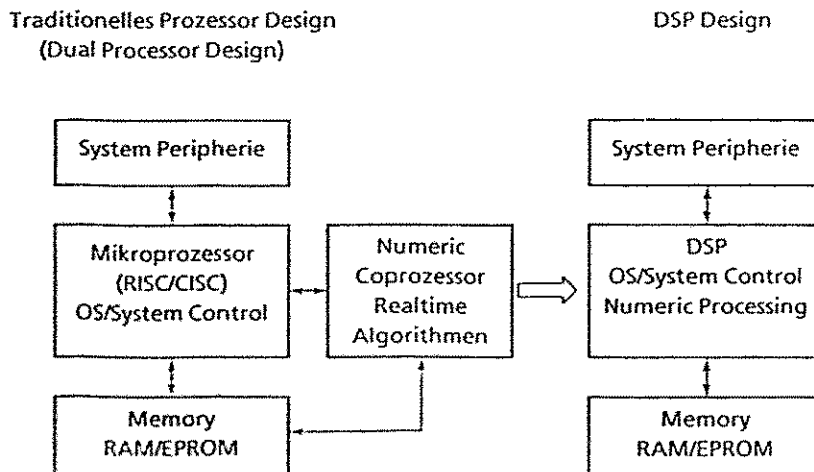 Traditionelles Prozessor Design
(Dual Processor Design)
DSP Design
System Peripherie
System Peripherie
Mikroprozessor
(RISC/CISC)
OS/System Control
Numeric
Coprozessor
Realtime
Algorithmen
DSP
OS/System Control
Numeric Processing
Memory
RAM/EPROM
Memory
RAM/EPROM